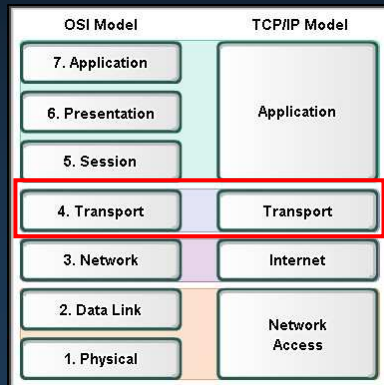 OSI Model
TCP/IP Model
7. Application
6. Presentation
5. Session
Application
4. Transport
Transport
3. Network
Internet
2. Data Link
1. Physical
Network
Access